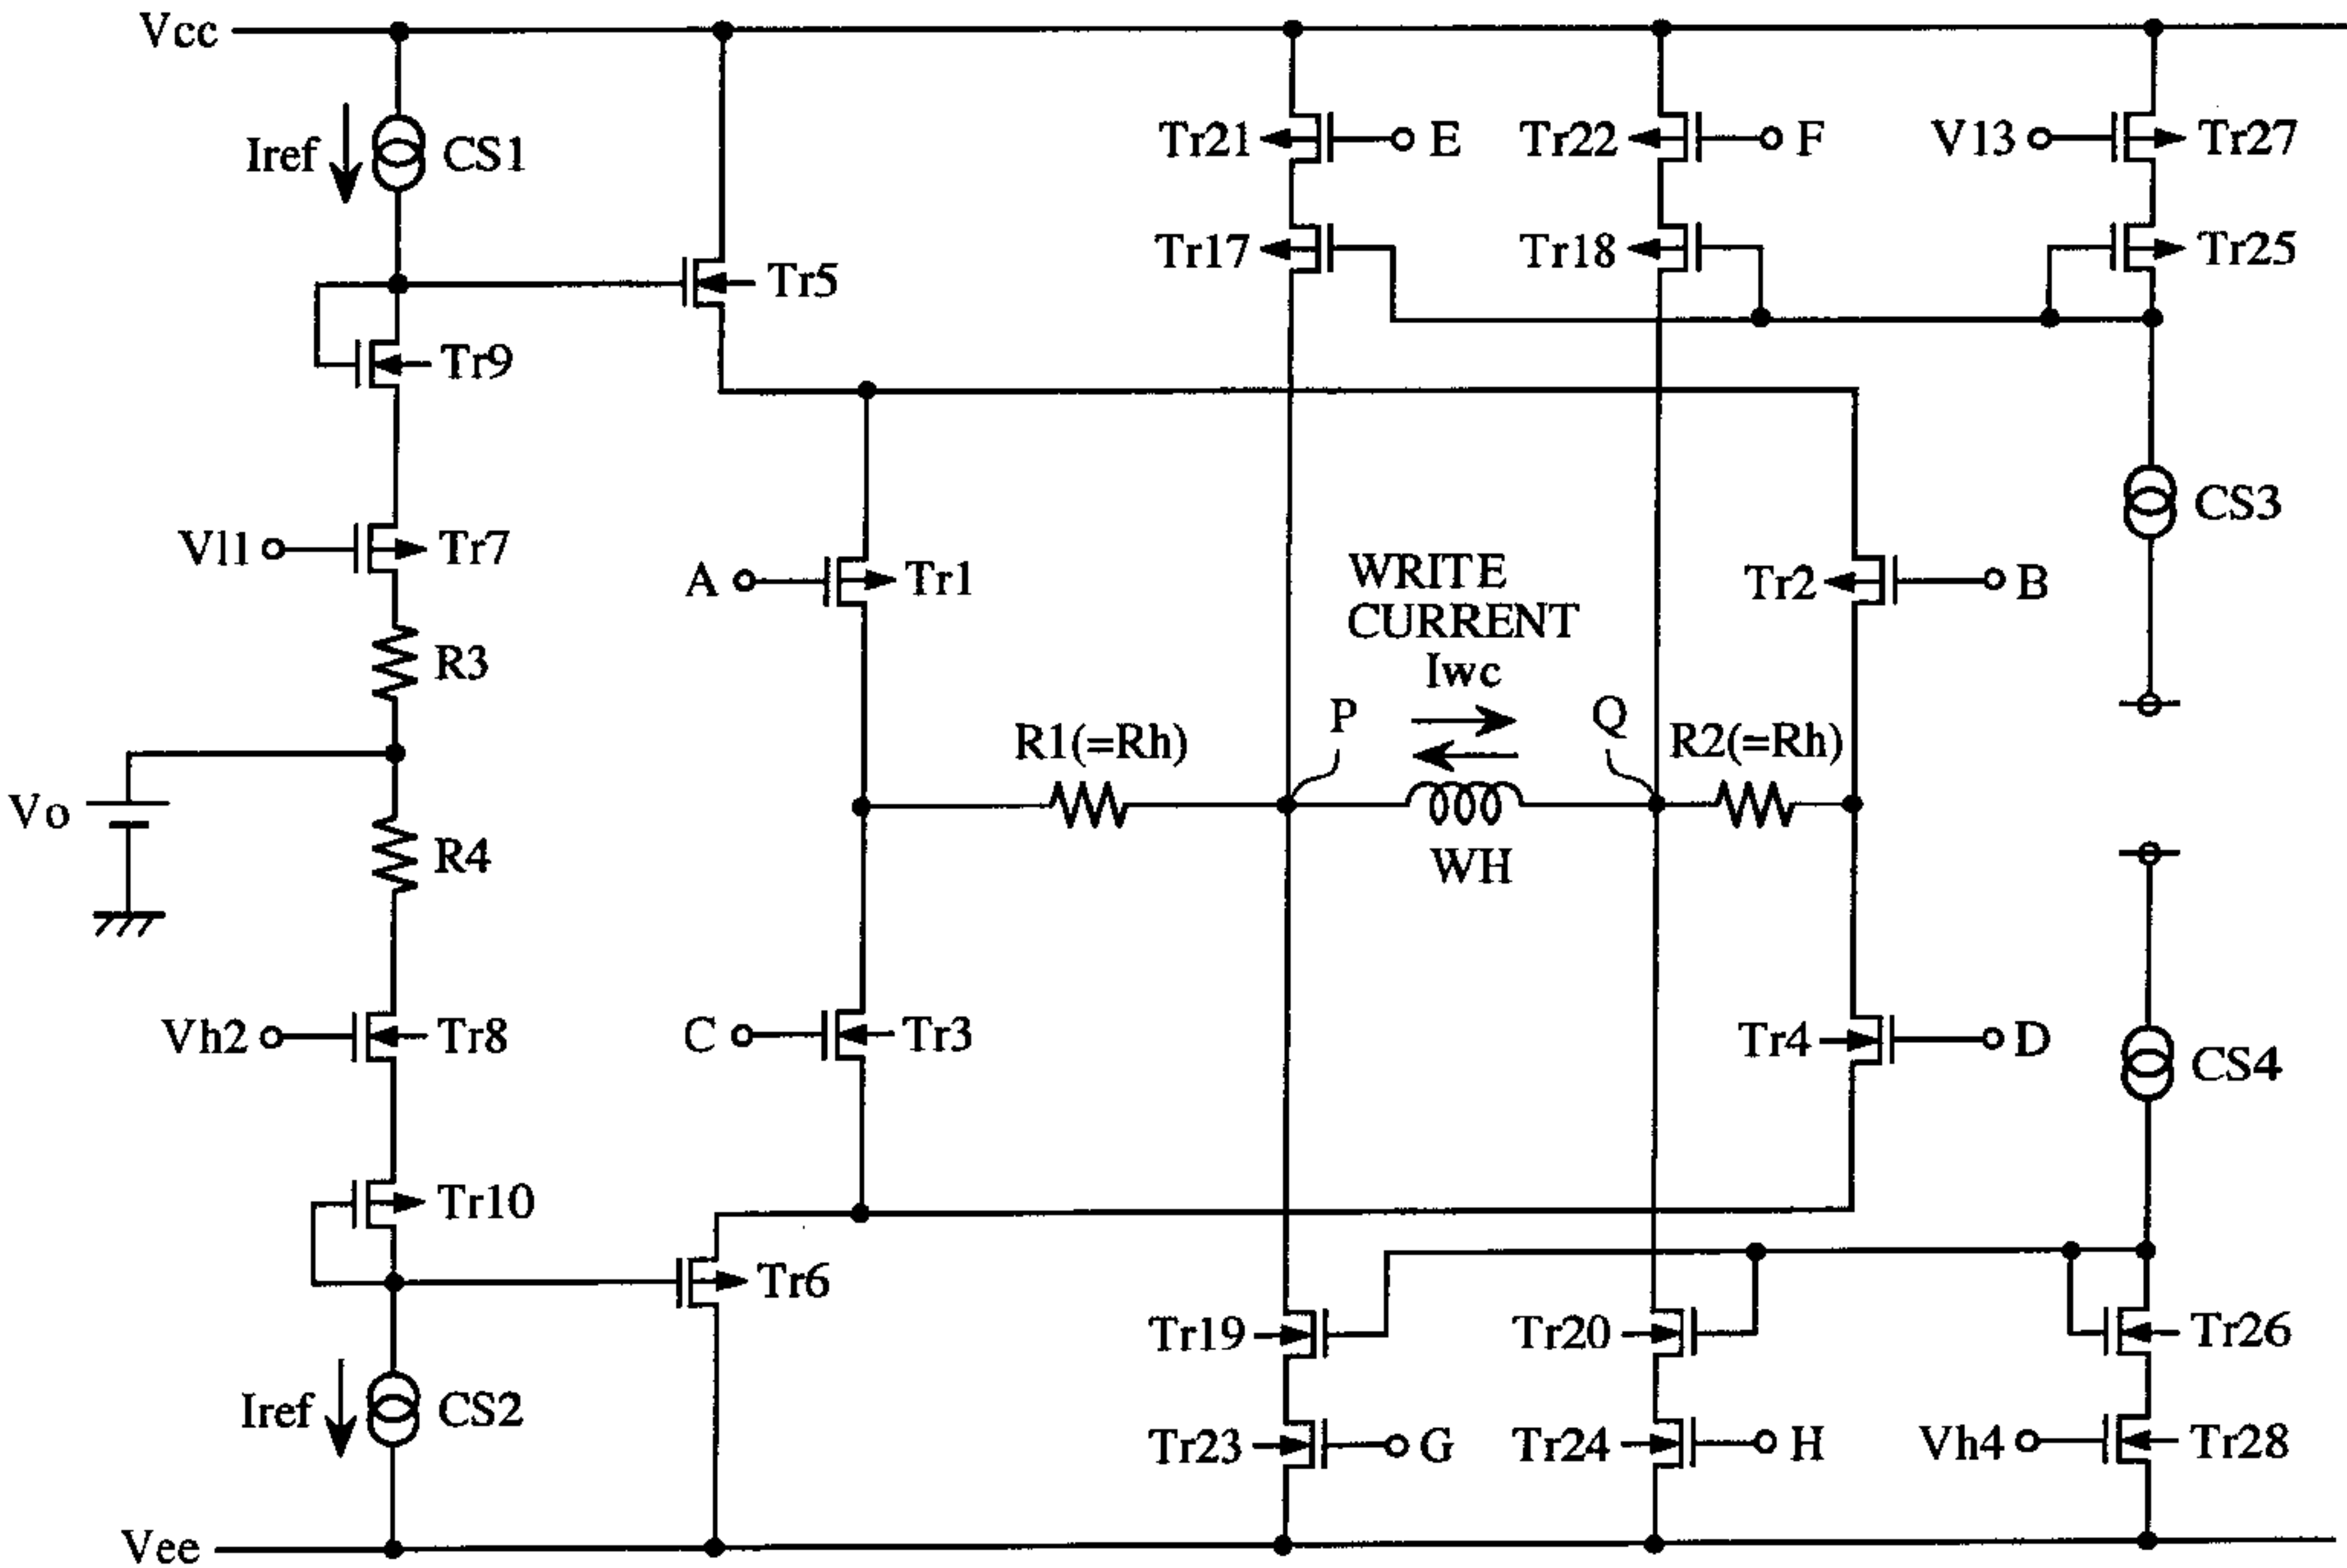 Vcc
Iref
CS1
Tr21
E
Tr22
F
Vl3
Tr27
Tr17
Tr18
Tr25
Tr5
Tr9
CS3
Vl1
Tr7
A
Tr1
WRITE
CURRENT
Iwc
Tr2
B
R3
P
Q
R1(=Rh)
R2(=Rh)
Vo
R4
WH
Vh2
Tr8
C
Tr3
Tr4
D
CS4
Tr10
Tr6
Tr19
Tr20
Tr26
Iref
CS2
Tr23
G
Tr24
H
Vh4
Tr28
Vee